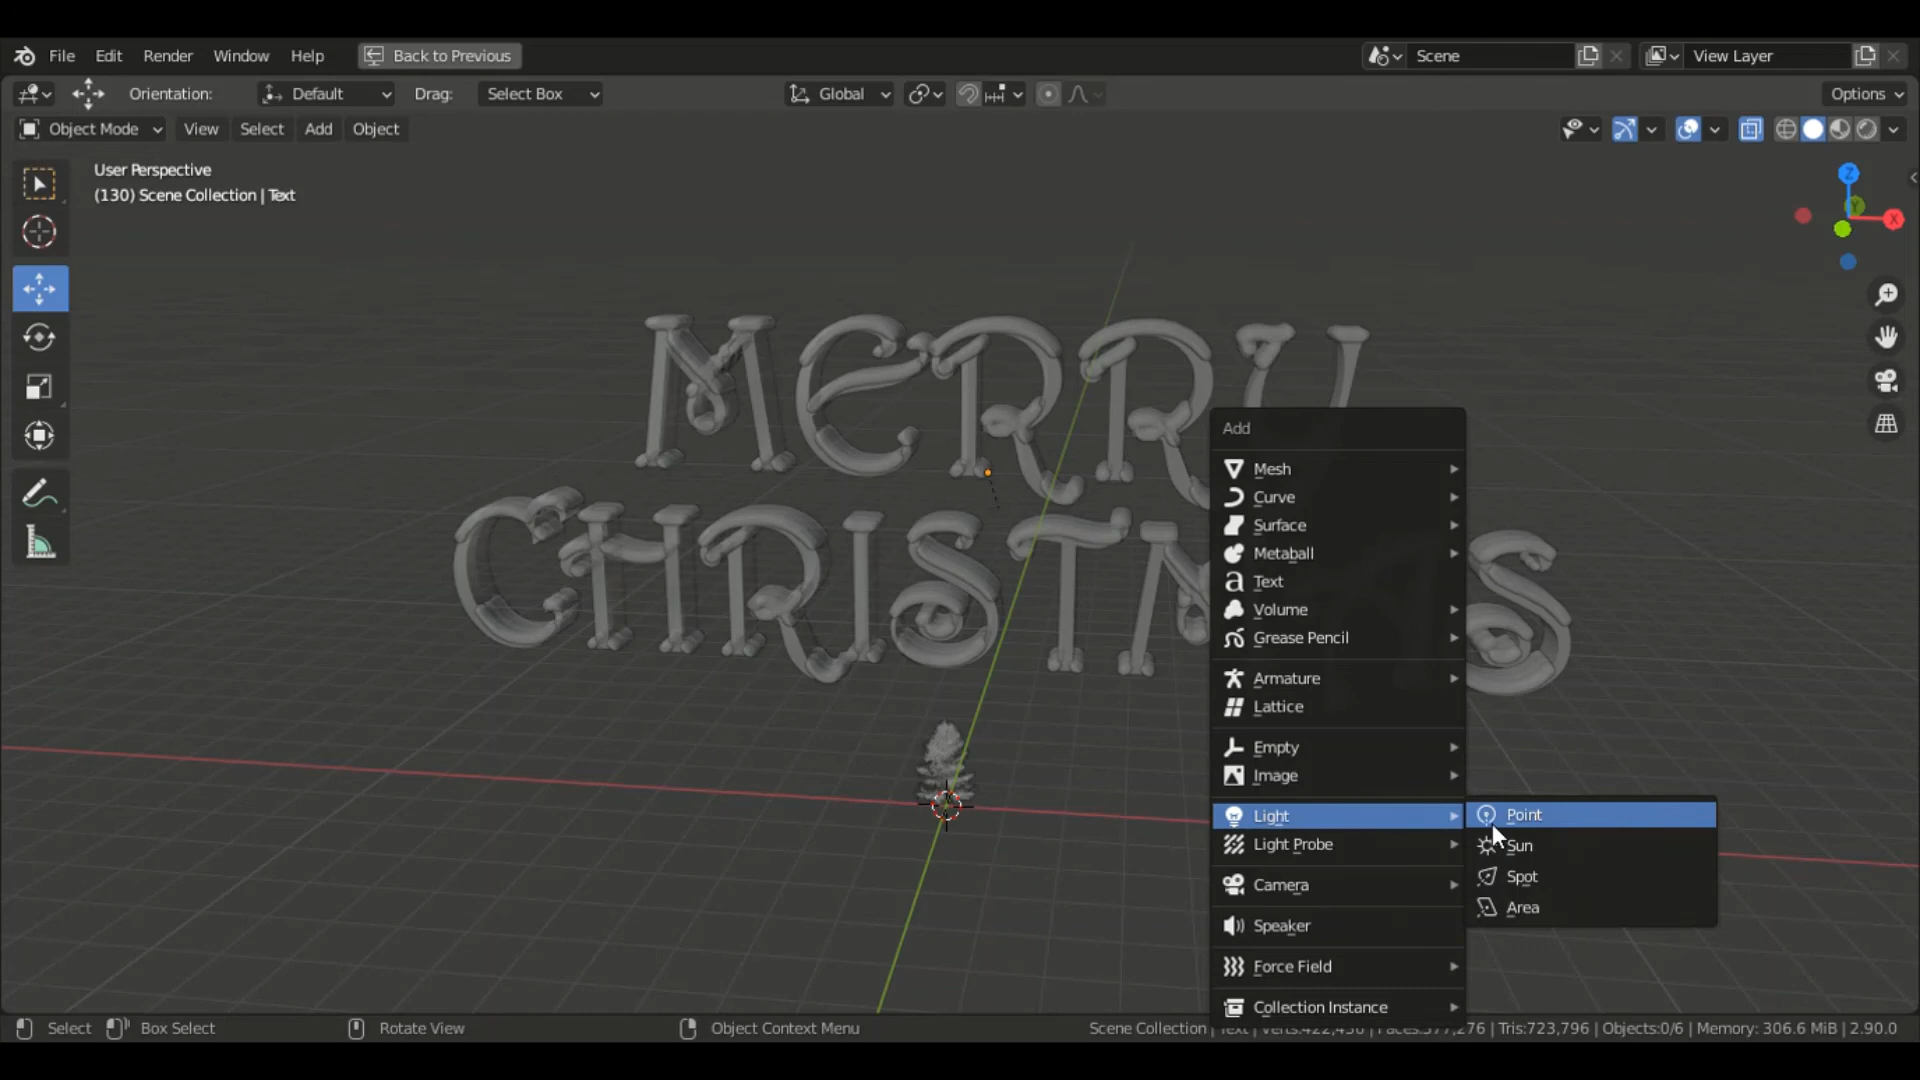 File Edit Render Window Help Back to Previous Scene View Layer
Orientation: Default Drag: Select Box Global Options
Object Mode View Select Add Object
User Perspective
(130) Scene Collection | Text
Z
Y
X
MERRY
CHRISTMAS
Add
Mesh
Curve
Surface
Metaball
Text
Volume
Grease Pencil
Armature
Lattice
Empty
Image
Light
Point
Light Probe
Sun
Spot
Camera
Area
Speaker
Force Field
Collection Instance
Select Box Select Rotate View Object Context Menu Scene Collection | Text | Tris:723,796 | Objects:0/6 | Memory: 306.6 MiB | 2.90.0